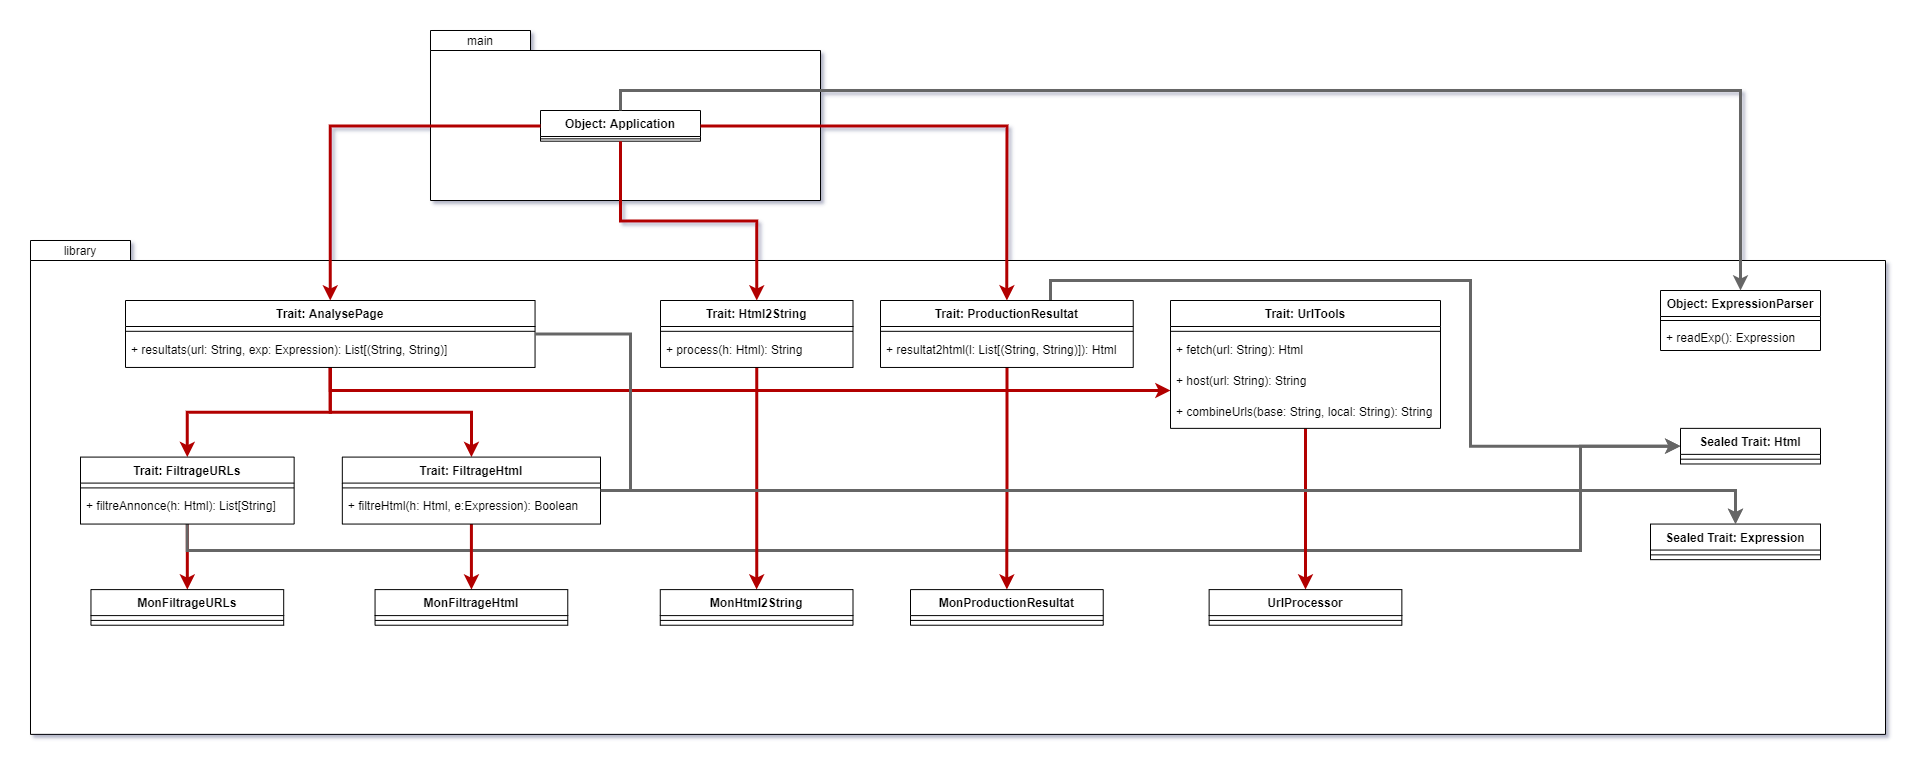 main
Object: Application
library
Trait: AnalysePage
+ resultats(url: String, exp: Expression): List[(String, String)]
Trait: Html2String
+ process(h: Html): String
Trait: ProductionResultat
+ resultat2html(l: List[(String, String)]): Html
Trait: UrlTools
+ fetch(url: String): Html
+ host(url: String): String
+ combineUrls(base: String, local: String): String
Object: ExpressionParser
+ readExp(): Expression
Trait: FiltrageURLs
+ filtreAnnonce(h: Html): List[String]
Trait: FiltrageHtml
+ filtreHtml(h: Html, e:Expression): Boolean
Sealed Trait: Html
Sealed Trait: Expression
MonFiltrageURLs
MonFiltrageHtml
MonHtml2String
MonProductionResultat
UrlProcessor